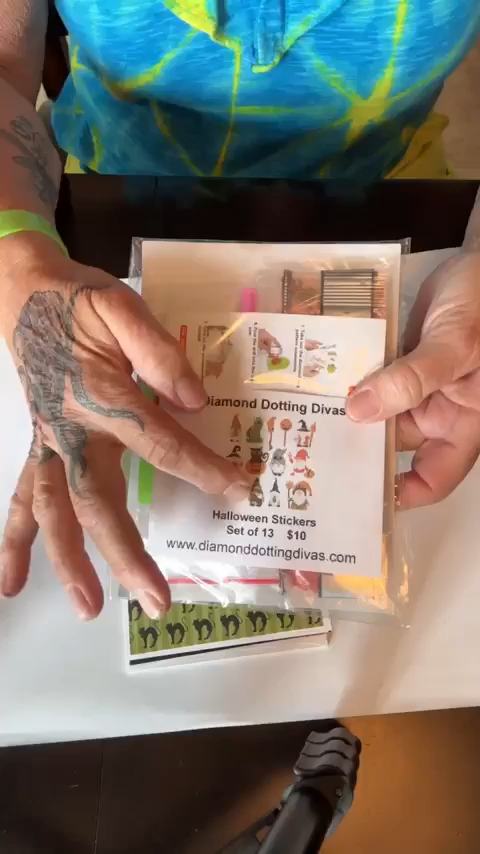 Diamond Dotting Divas
Halloween Stickers
Set of 13 $10
www.diamonddottingdivas.com